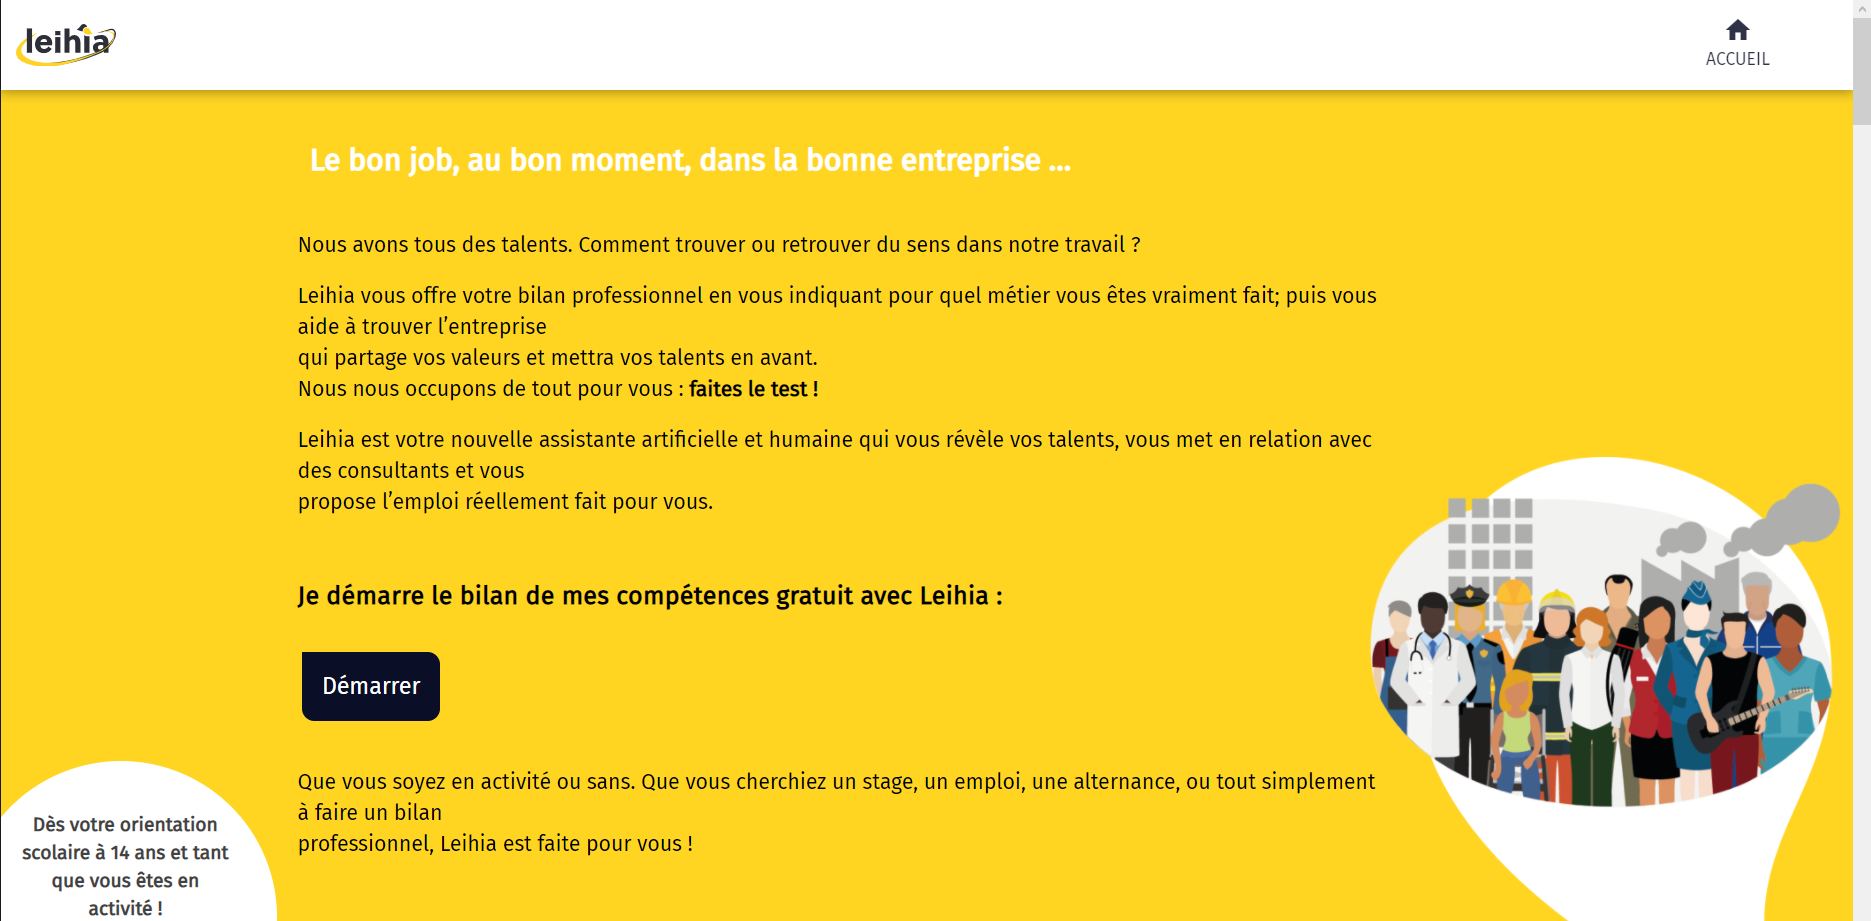 leihia
ACCUEIL
Le bon job, au bon moment, dans la bonne entreprise ...
Nous avons tous des talents. Comment trouver ou retrouver du sens dans notre travail ?
Leihia vous offre votre bilan professionnel en vous indiquant pour quel métier vous êtes vraiment fait; puis vous
aide à trouver l’entreprise
qui partage vos valeurs et mettra vos talents en avant.
Nous nous occupons de tout pour vous : faites le test !
Leihia est votre nouvelle assistante artificielle et humaine qui vous révèle vos talents, vous met en relation avec
des consultants et vous
propose l’emploi réellement fait pour vous.
Je démarre le bilan de mes compétences gratuit avec Leihia :
Démarrer
Que vous soyez en activité ou sans. Que vous cherchiez un stage, un emploi, une alternance, ou tout simplement
à faire un bilan
professionnel, Leihia est faite pour vous !
Dès votre orientation
scolaire à 14 ans et tant
que vous êtes en
activité !